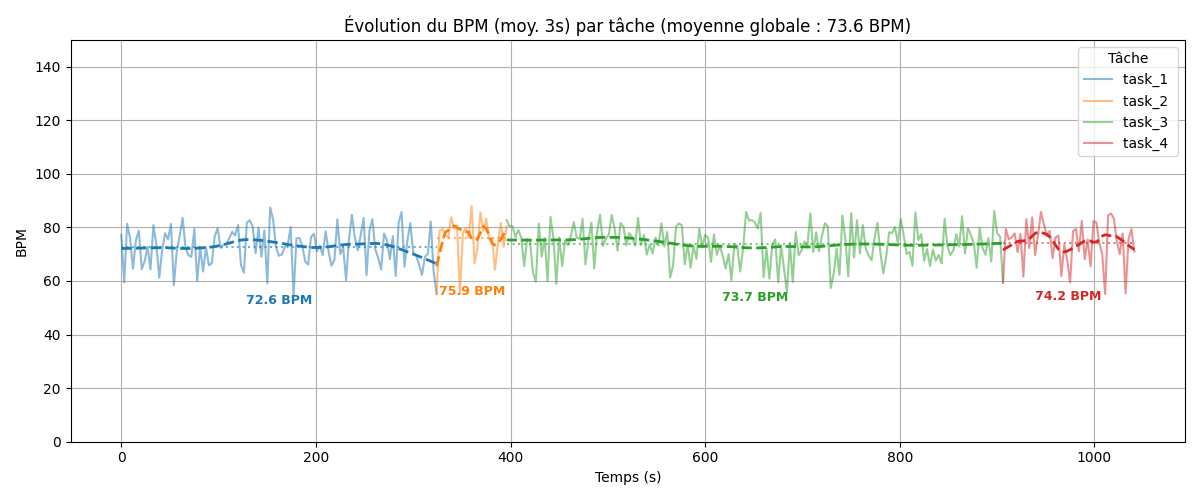 Évolution du BPM (moy. 3s) par tâche (moyenne globale : 73.6 BPM)
Tâche
task_1
task_2
task_3
task_4
BPM
140
120
100
80
60
40
20
0
72.6 BPM
75.9 BPM
73.7 BPM
74.2 BPM
0 200 400 600 800 1000
Temps (s)